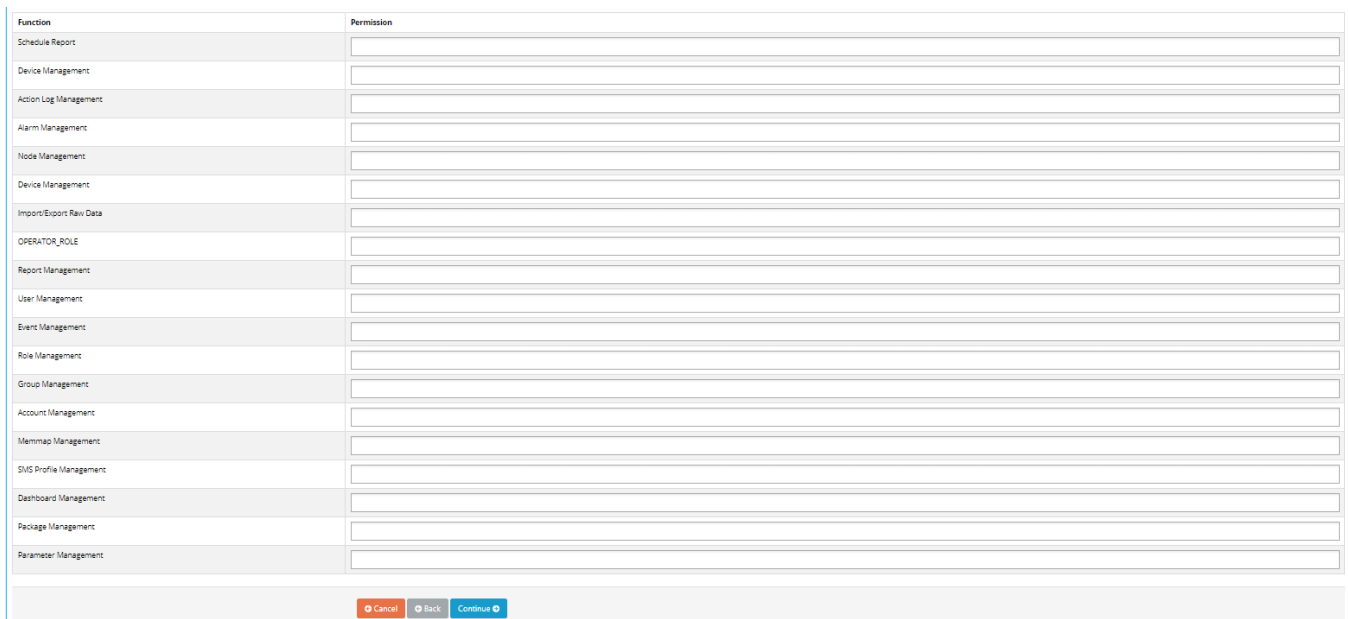 Function Permission
Schedule Report
Device Management
Action Log Management
Alarm Management
Node Management
Device Management
Import/Export Raw Data
OPERATOR_ROLE
Report Management
User Management
Event Management
Role Management
Group Management
Account Management
Memmap Management
SMS Profile Management
Dashboard Management
Package Management
Parameter Management
Cancel Back Continue